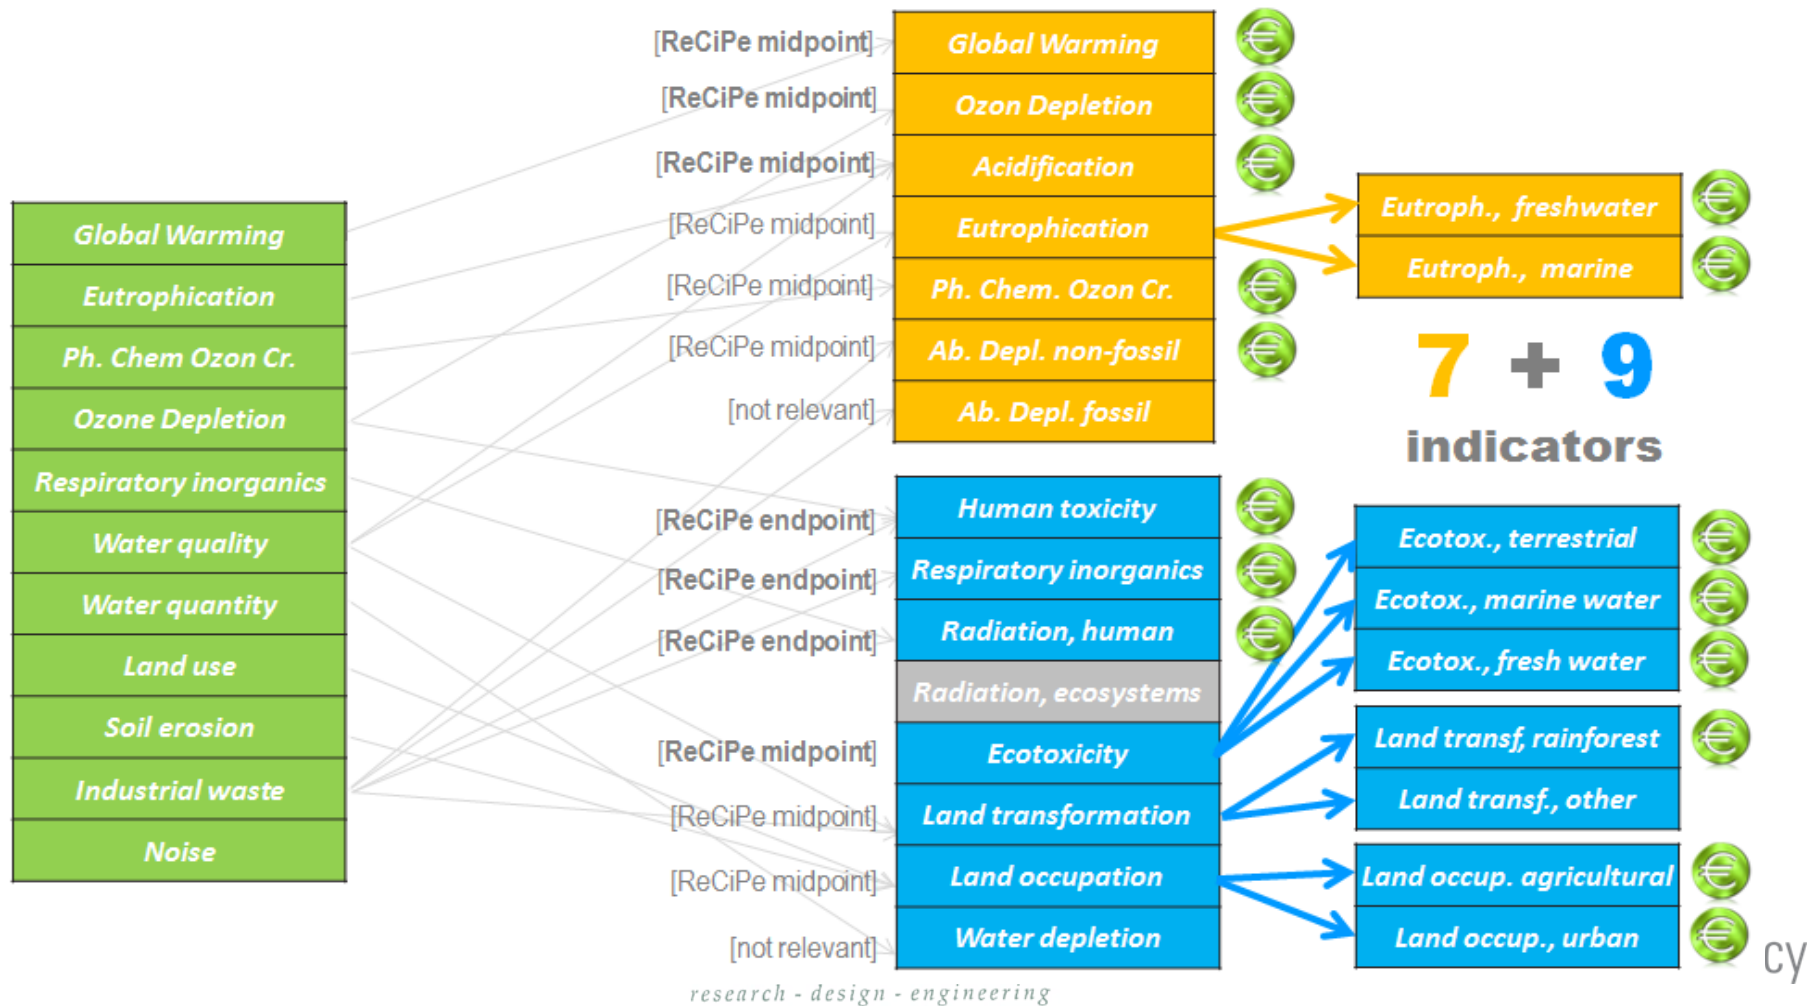 Global Warming
Eutrophication
Ph. Chem Ozon Cr.
Ozone Depletion
Respiratory inorganics
Water quality
Water quantity
Land use
Soil erosion
Industrial waste
Noise
[ReCiPe midpoint]
[ReCiPe midpoint]
[ReCiPe midpoint]
[ReCiPe midpoint]
[ReCiPe midpoint]
[ReCiPe midpoint]
[not relevant]
[ReCiPe endpoint]
[ReCiPe endpoint]
[ReCiPe endpoint]
[ReCiPe midpoint]
[ReCiPe midpoint]
[ReCiPe midpoint]
[not relevant]
Global Warming
€
Ozon Depletion
€
Acidification
€
Eutrophication
Ph. Chem. Ozon Cr.
€
Ab. Depl. non-fossil
€
Ab. Depl. fossil
Human toxicity
€
Respiratory inorganics
€
Radiation, human
€
Radiation, ecosystems
Ecotoxicity
Land transformation
Land occupation
Water depletion
Eutroph., freshwater
€
Eutroph., marine
€
7 + 9
indicators
Ecotox., terrestrial
€
Ecotox., marine water
€
Ecotox., fresh water
€
Land transf, rainforest
€
Land transf., other
Land occup. agricultural
€
Land occup., urban
€
cy
research - design - engineering